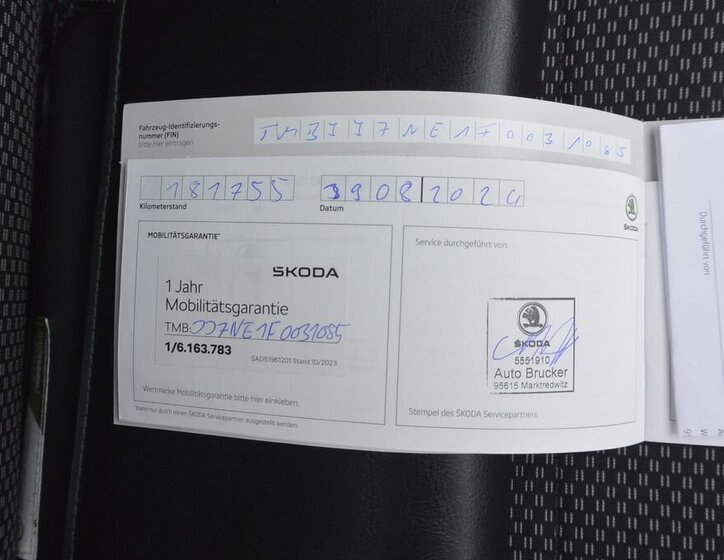 Fahrzeug-Identifizierungs-
nummer (FIN)
bitte hier eintragen
TMBJJ7NE1F0031085
181755
Kilometerstand
19082024
Datum
ŠKODA
MOBILITÄTSGARANTIE*
ŠKODA
1 Jahr
Mobilitätsgarantie
TMB: JJ7NE1F0031085
1/6.163.783
SAD51961201 Stand 10/2023
Wertmarke Mobilitätsgarantie bitte hier einkleben.
*Kann nur durch einen ŠKODA Servicepartner ausgestellt werden.
Service durchgeführt von:
ŠKODA
5551910
Auto Brucker
95615 Marktredwitz
Stempel des ŠKODA Servicepartners
Durchgeführt von